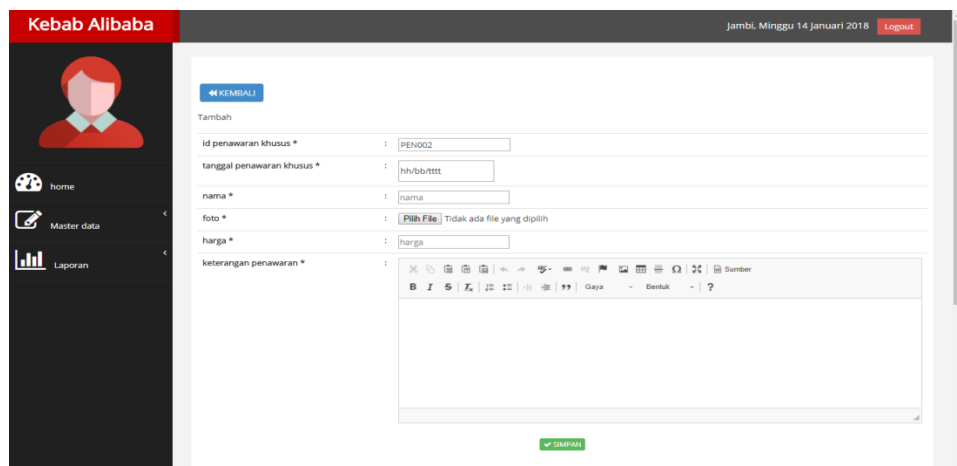 Kebab Alibaba
Jambi, Minggu 14 Januari 2018 Logout
KEMBALI
Tambah
id penawaran khusus * : PEN002
tanggal penawaran khusus * : hh/bb/tttt
nama * : nama
foto * : Pilih File Tidak ada file yang dipilih
harga * : harga
keterangan penawaran * :
Sumber
B I S Tx Gaya Bentuk ?
home
Master data
Laporan
SIMPAN